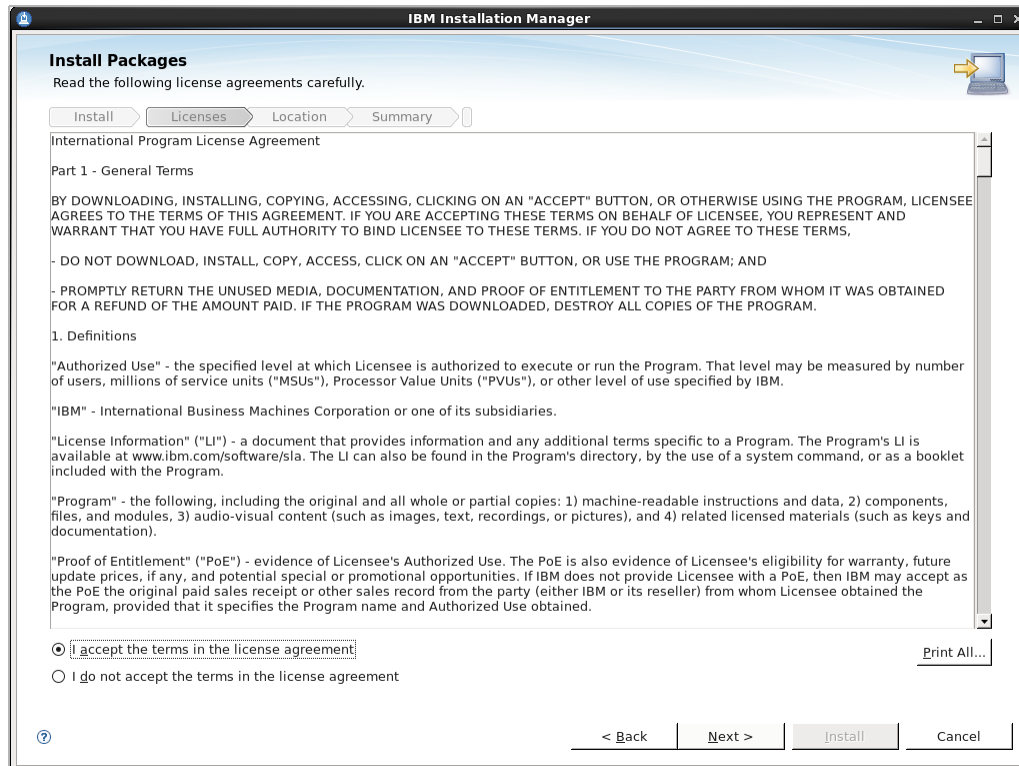 IBM Installation Manager
Install Packages
Read the following license agreements carefully.
Install
Licenses
Location
Summary
International Program License Agreement
Part 1 - General Terms
BY DOWNLOADING, INSTALLING, COPYING, ACCESSING, CLICKING ON AN "ACCEPT" BUTTON, OR OTHERWISE USING THE PROGRAM, LICENSEE
AGREES TO THE TERMS OF THIS AGREEMENT. IF YOU ARE ACCEPTING THESE TERMS ON BEHALF OF LICENSEE, YOU REPRESENT AND
WARRANT THAT YOU HAVE FULL AUTHORITY TO BIND LICENSEE TO THESE TERMS. IF YOU DO NOT AGREE TO THESE TERMS,
- DO NOT DOWNLOAD, INSTALL, COPY, ACCESS, CLICK ON AN "ACCEPT" BUTTON, OR USE THE PROGRAM; AND
- PROMPTLY RETURN THE UNUSED MEDIA, DOCUMENTATION, AND PROOF OF ENTITLEMENT TO THE PARTY FROM WHOM IT WAS OBTAINED
FOR A REFUND OF THE AMOUNT PAID. IF THE PROGRAM WAS DOWNLOADED, DESTROY ALL COPIES OF THE PROGRAM.
1. Definitions
"Authorized Use" - the specified level at which Licensee is authorized to execute or run the Program. That level may be measured by number
of users, millions of service units ("MSUs"), Processor Value Units ("PVUs"), or other level of use specified by IBM.
"IBM" - International Business Machines Corporation or one of its subsidiaries.
"License Information" ("LI") - a document that provides information and any additional terms specific to a Program. The Program's LI is
available at www.ibm.com/software/sla. The LI can also be found in the Program's directory, by the use of a system command, or as a booklet
included with the Program.
"Program" - the following, including the original and all whole or partial copies: 1) machine-readable instructions and data, 2) components,
files, and modules, 3) audio-visual content (such as images, text, recordings, or pictures), and 4) related licensed materials (such as keys and
documentation).
"Proof of Entitlement" ("PoE") - evidence of Licensee's Authorized Use. The PoE is also evidence of Licensee's eligibility for warranty, future
update prices, if any, and potential special or promotional opportunities. If IBM does not provide Licensee with a PoE, then IBM may accept as
the PoE the original paid sales receipt or other sales record from the party (either IBM or its reseller) from whom Licensee obtained the
Program, provided that it specifies the Program name and Authorized Use obtained.
I accept the terms in the license agreement
Print All...
I do not accept the terms in the license agreement
?
< Back
Next >
Install
Cancel